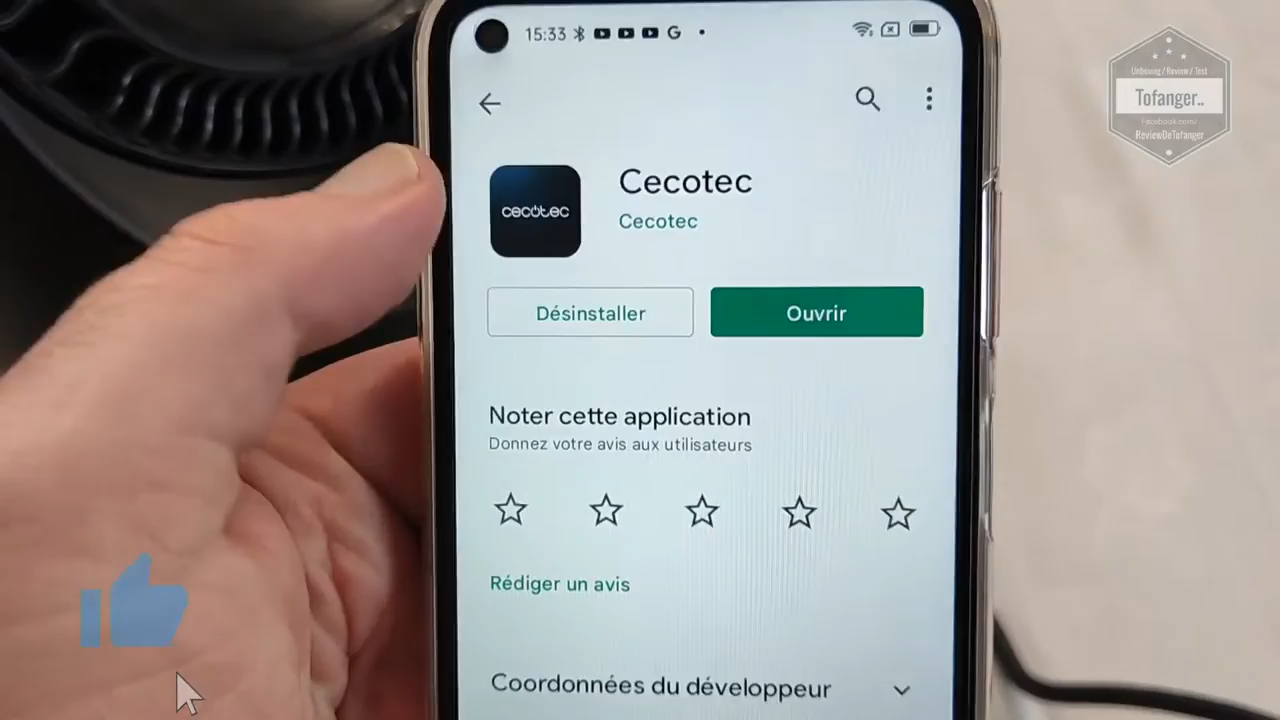 15:33
G
Cecotec
cecotec
Cecotec
Désinstaller
Ouvrir
Noter cette application
Donnez votre avis aux utilisateurs
Rédiger un avis
Coordonnées du développeur
Unboxing / Review / Test
Tofanger..
Facebook.com/
ReviewDeTofanger